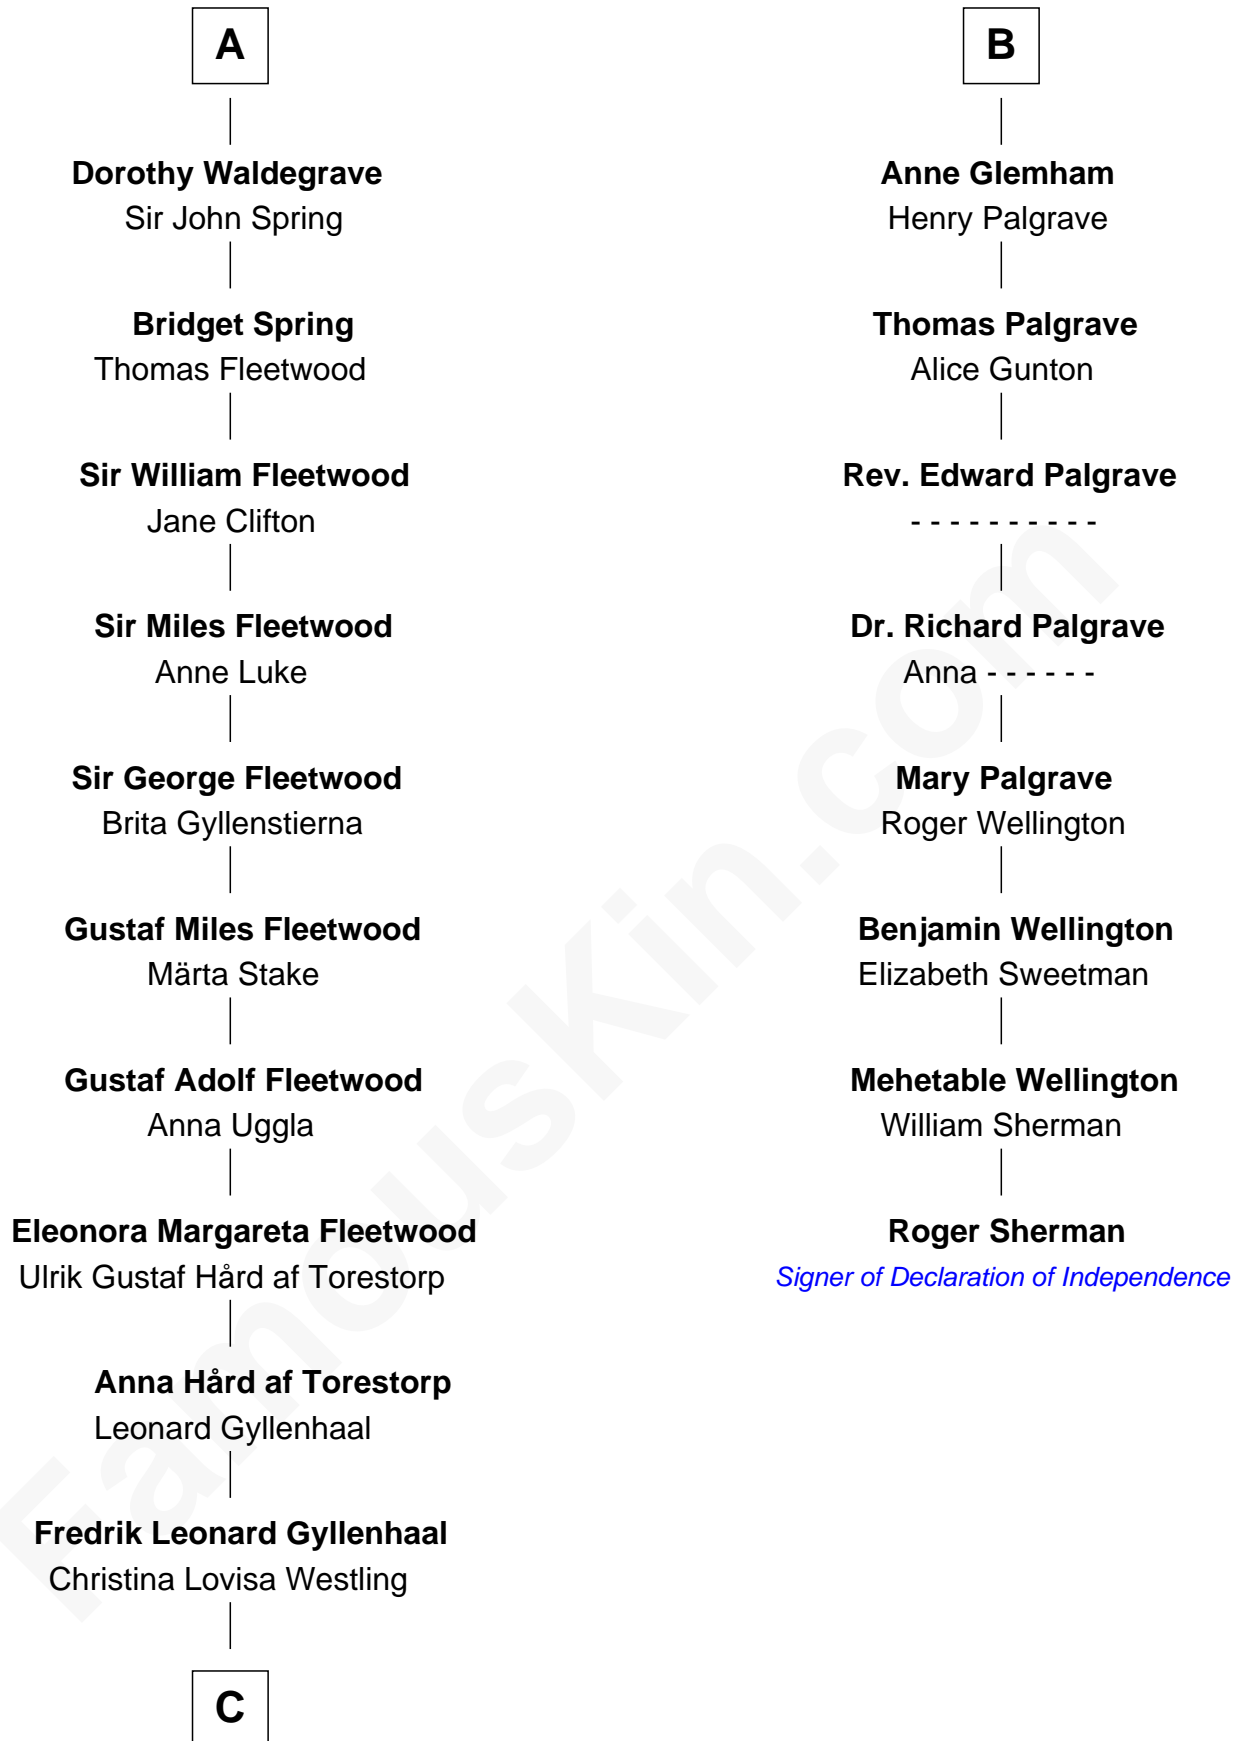 A
Dorothy Waldegrave
Sir John Spring
Bridget Spring
Thomas Fleetwood
Sir William Fleetwood
Jane Clifton
Sir Miles Fleetwood
Anne Luke
Sir George Fleetwood
Brita Gyllenstierna
Gustaf Miles Fleetwood
Märta Stake
Gustaf Adolf Fleetwood
Anna Uggla
Eleonora Margareta Fleetwood
Ulrik Gustaf Hård af Torestorp
Anna Hård af Torestorp
Leonard Gyllenhaal
Fredrik Leonard Gyllenhaal
Christina Lovisa Westling
C
B
Anne Glemham
Henry Palgrave
Thomas Palgrave
Alice Gunton
Rev. Edward Palgrave
- - - - - - - - - -
Dr. Richard Palgrave
Anna - - - - - -
Mary Palgrave
Roger Wellington
Benjamin Wellington
Elizabeth Sweetman
Mehetable Wellington
William Sherman
Roger Sherman
Signer of Declaration of Independence
FamousKin.com